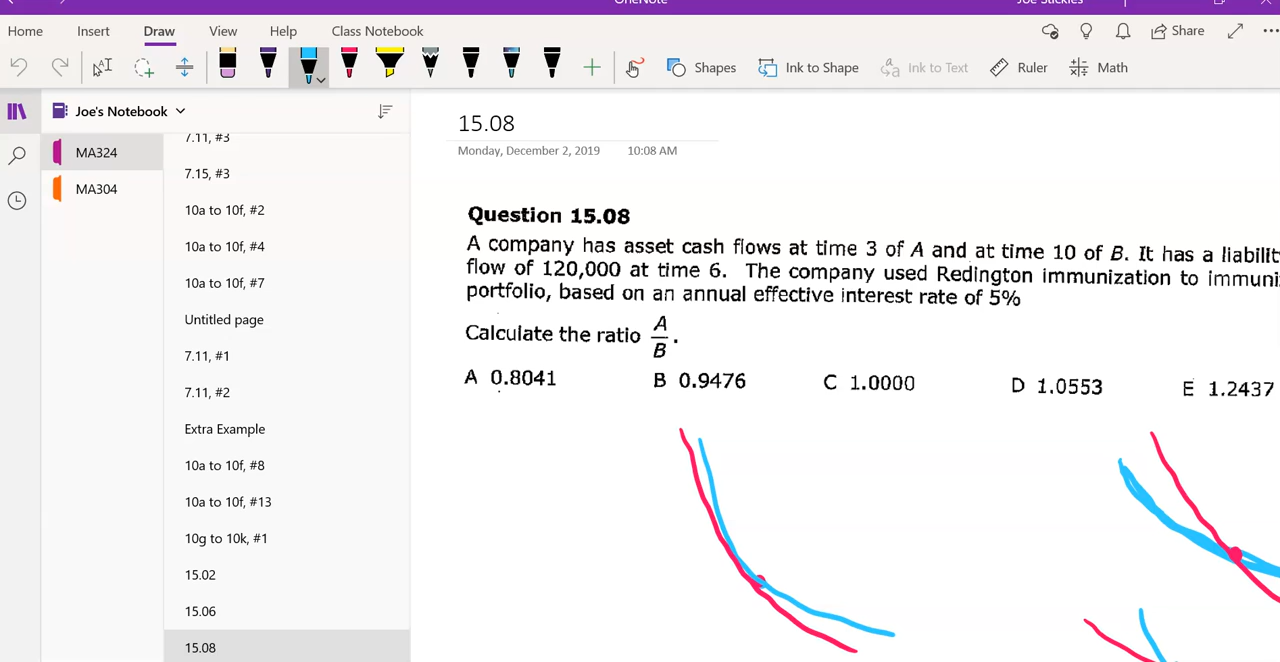 OneNote
Joe Stickles
Home Insert Draw View Help Class Notebook Share
Shapes Ink to Shape Ink to Text Ruler Math
Joe's Notebook
MA324
MA304
7.11, #3
7.15, #3
10a to 10f, #2
10a to 10f, #4
10a to 10f, #7
Untitled page
7.11, #1
7.11, #2
Extra Example
10a to 10f, #8
10a to 10f, #13
10g to 10k, #1
15.02
15.06
15.08
15.08
Monday, December 2, 2019 10:08 AM
Question 15.08
A company has asset cash flows at time 3 of A and at time 10 of B. It has a liabilit
flow of 120,000 at time 6. The company used Redington immunization to immuni
portfolio, based on an annual effective interest rate of 5%
Calculate the ratio A/B.
A 0.8041 B 0.9476 C 1.0000 D 1.0553 E 1.2437